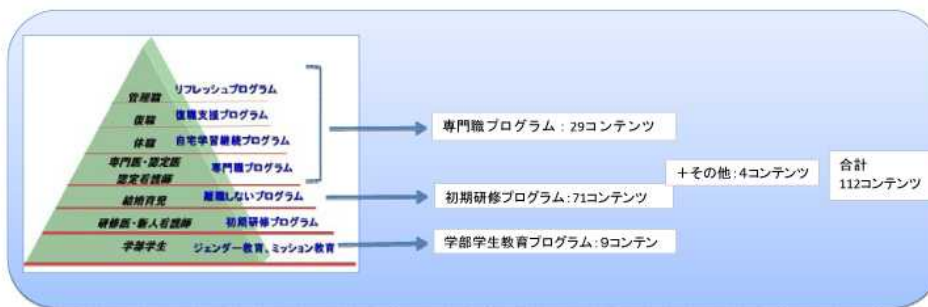 管理職 リフレッシュプログラム
復職 復職支援プログラム
休職 自宅学習継続プログラム
専門医・認定医
認定看護師 専門職プログラム
結婚育児 離職しないプログラム
研修医・新人看護師 初期研修プログラム
学部学生 ジェンダー教育、ミッション教育
専門職プログラム：29コンテンツ
初期研修プログラム：71コンテンツ
学部学生教育プログラム：9コンテン
＋その他：4コンテンツ
合計
112コンテンツ